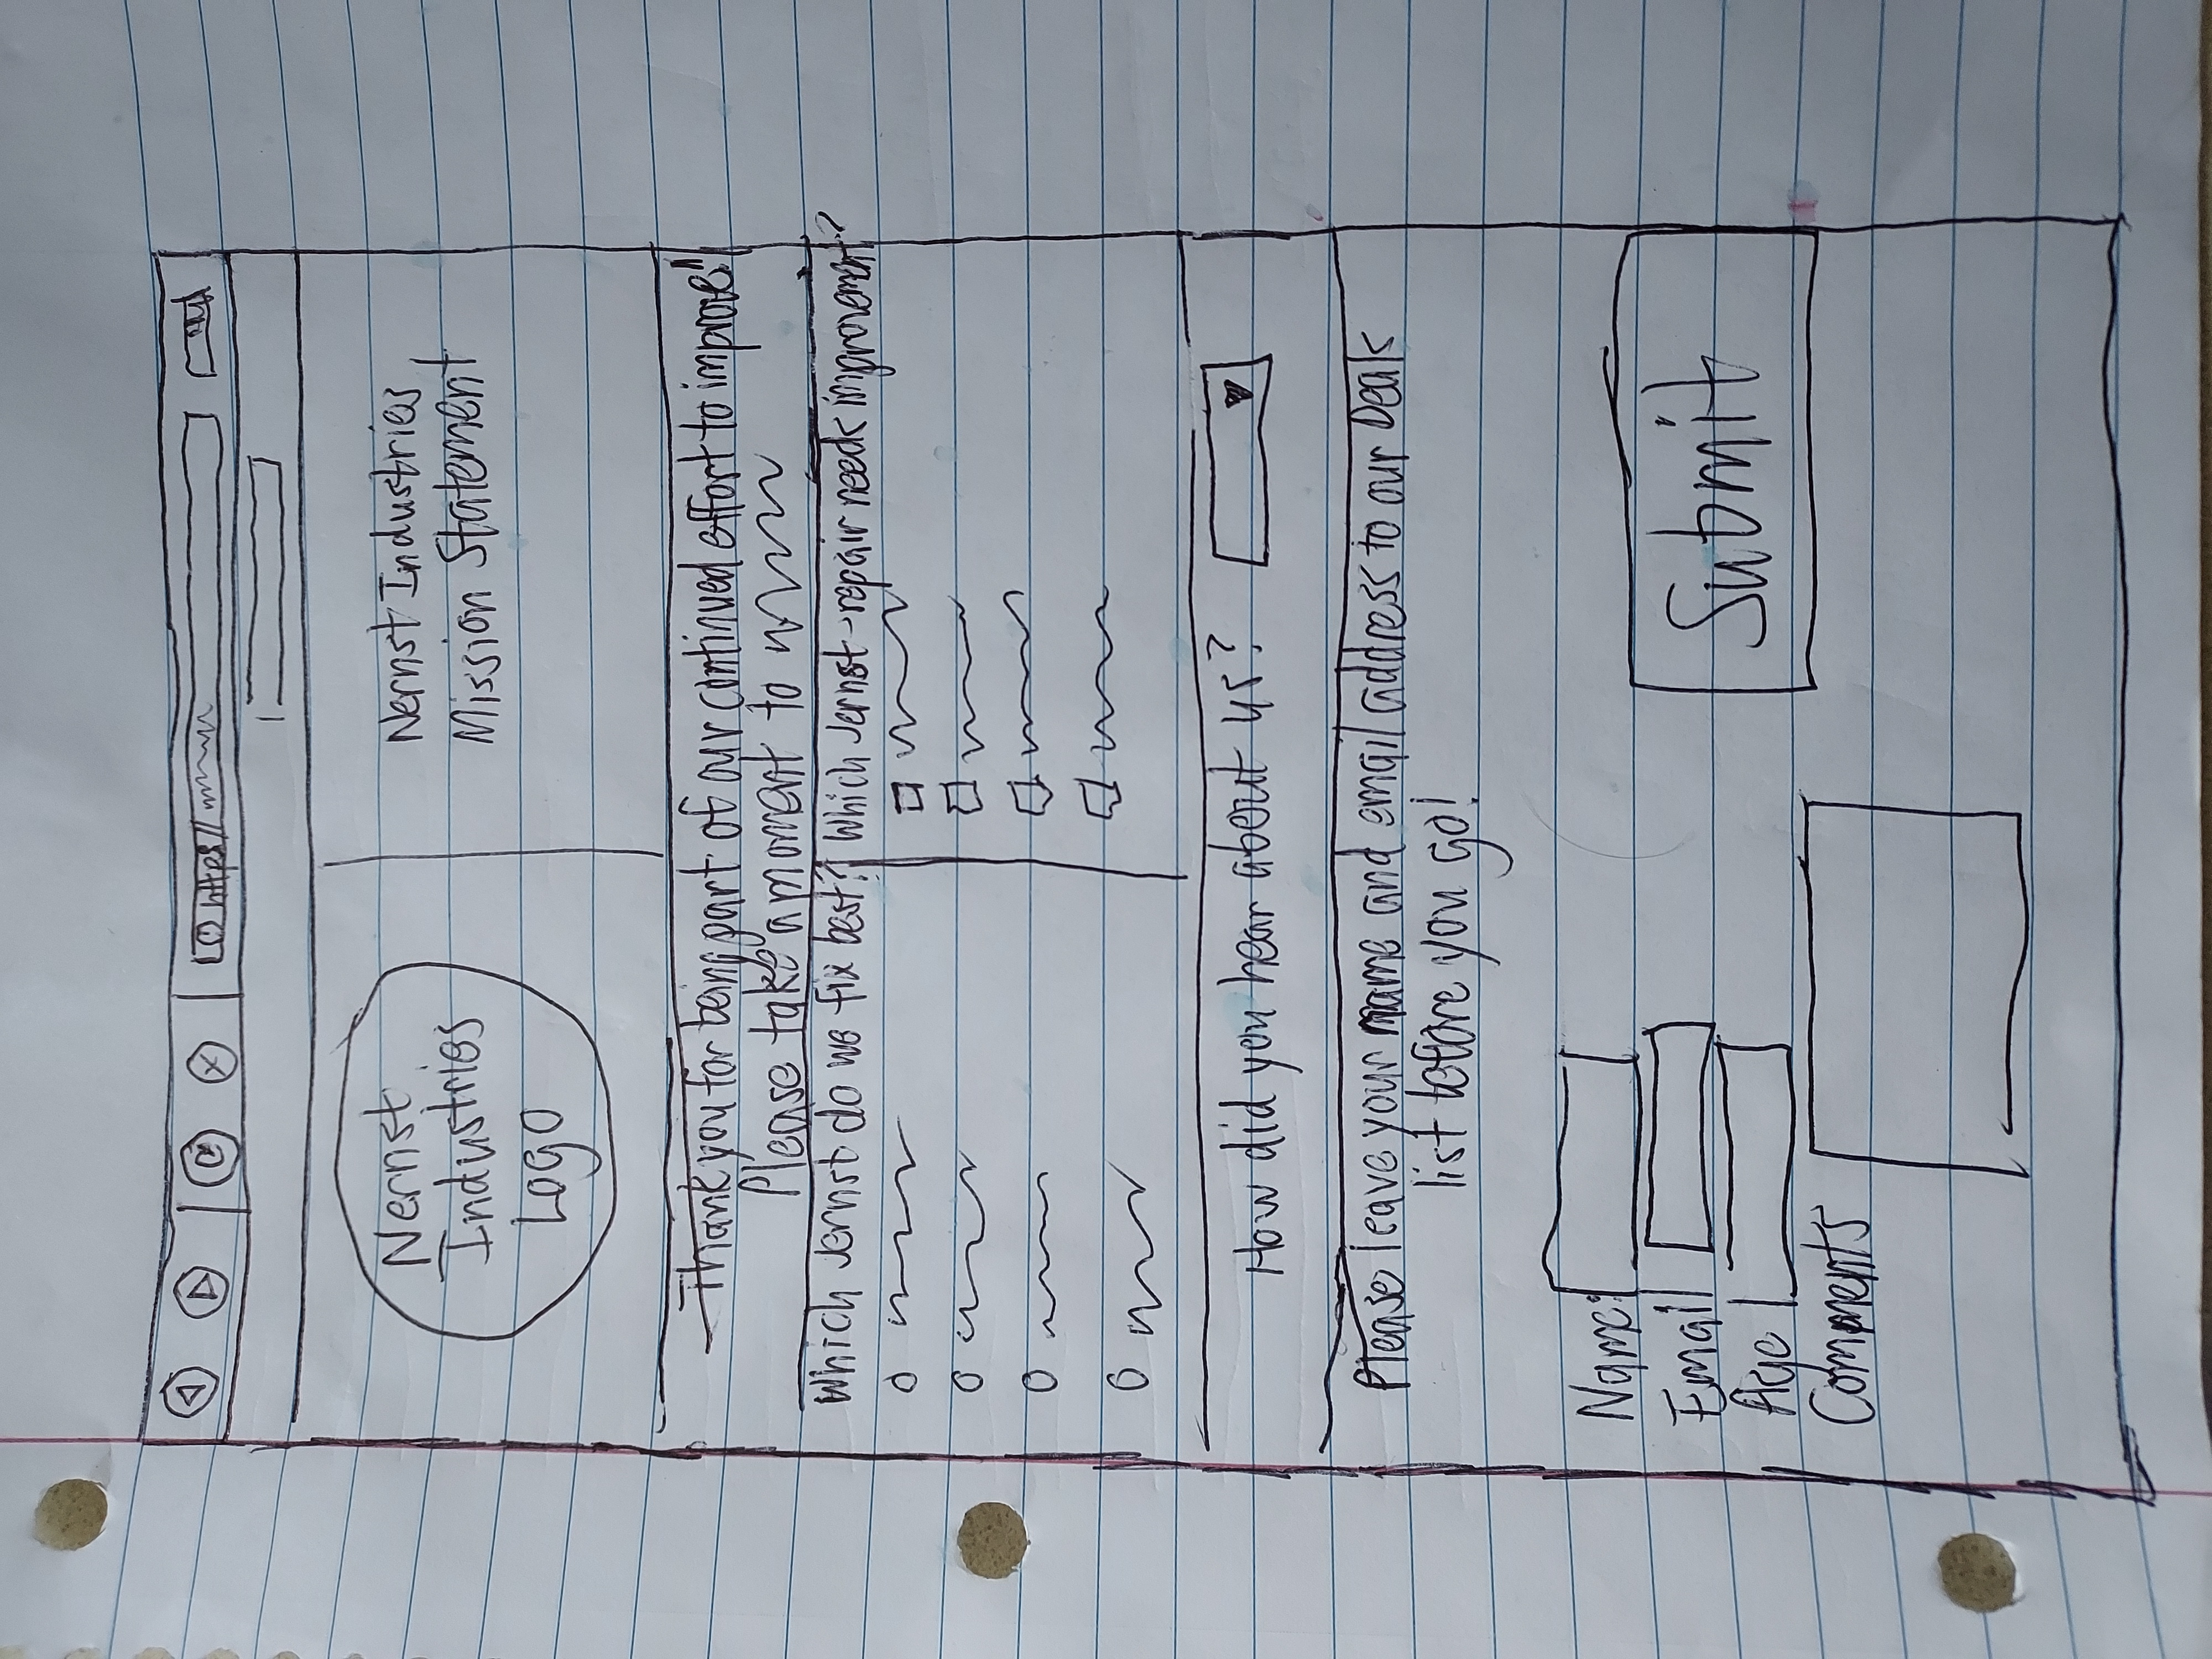 https//
Nernst
Industries
Logo
Nernst Industries
Mission Statement
Thank you for being part of our continued effort to improve!
Please take a moment to
Which Jernst do we fix best?
Which Jernst-repair needs improvement?
How did you hear about us?
Please leave your name and email address to our Deals
list before you go!
Name:
Email
Age
Comments
Submit